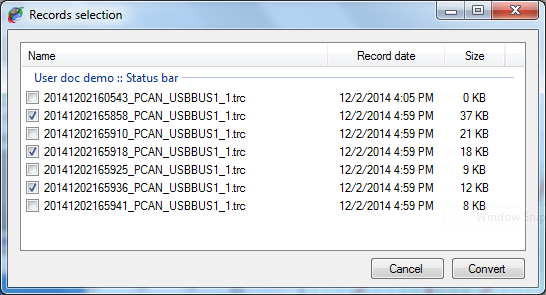 Records selection
Name Record date Size
User doc demo :: Status bar
20141202160543_PCAN_USBBUS1_1.trc 12/2/2014 4:05 PM 0 KB
20141202165858_PCAN_USBBUS1_1.trc 12/2/2014 4:59 PM 37 KB
20141202165910_PCAN_USBBUS1_1.trc 12/2/2014 4:59 PM 21 KB
20141202165918_PCAN_USBBUS1_1.trc 12/2/2014 4:59 PM 18 KB
20141202165925_PCAN_USBBUS1_1.trc 12/2/2014 4:59 PM 9 KB
20141202165936_PCAN_USBBUS1_1.trc 12/2/2014 4:59 PM 12 KB
20141202165941_PCAN_USBBUS1_1.trc 12/2/2014 4:59 PM 8 KB
Window Snip
Cancel Convert